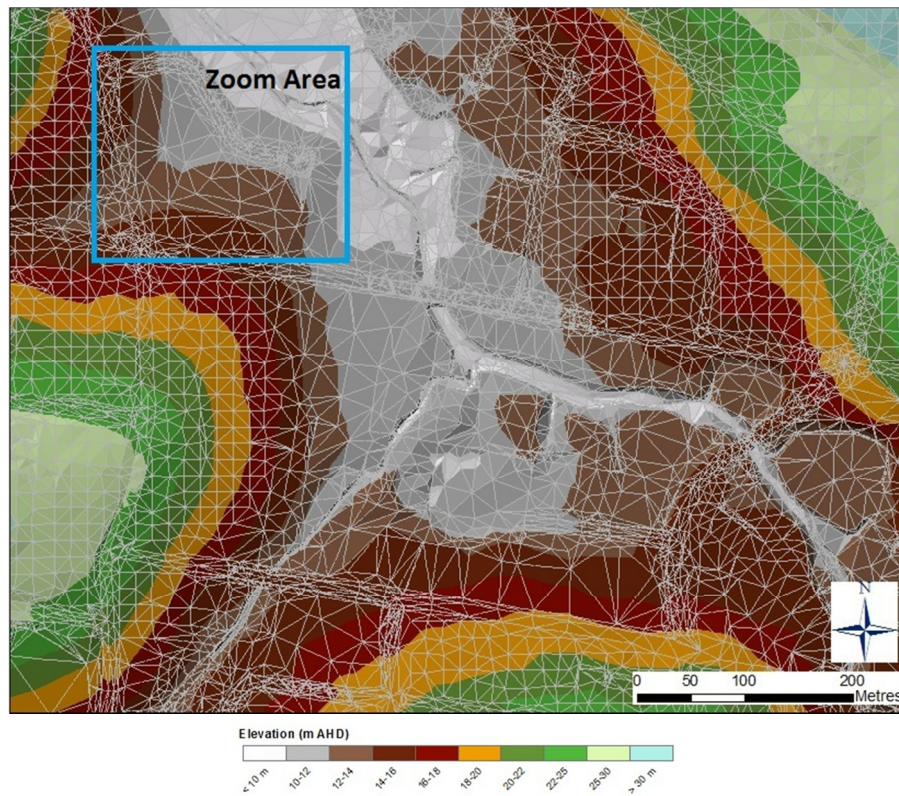 Zoom Area
N
0 50 100 200
Metres
Elevation (m AHD)
< 10 m 10-12 12-14 14-16 16-18 18-20 20-22 22-25 25-30 > 30 m